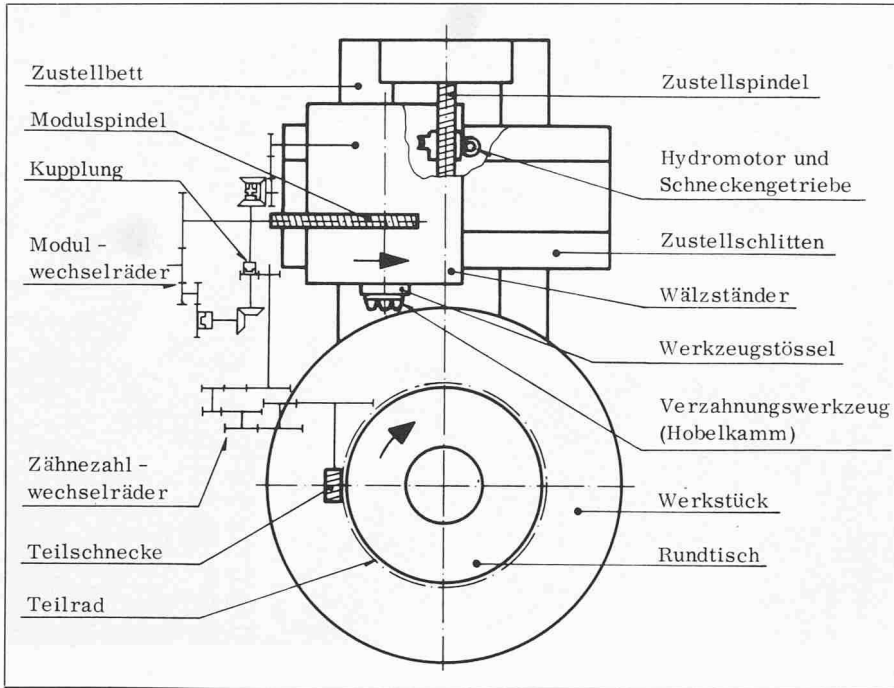 Zustellbett
Modulspindel
Kupplung
Modul -
wechselräder
Zähnezahl -
wechselräder
Teilschnecke
Teilrad
Zustellspindel
Hydromotor und
Schneckengetriebe
Zustellschlitten
Wälzständer
Werkzeugstössel
Verzahnungswerkzeug
(Hobelkamm)
Werkstück
Rundtisch